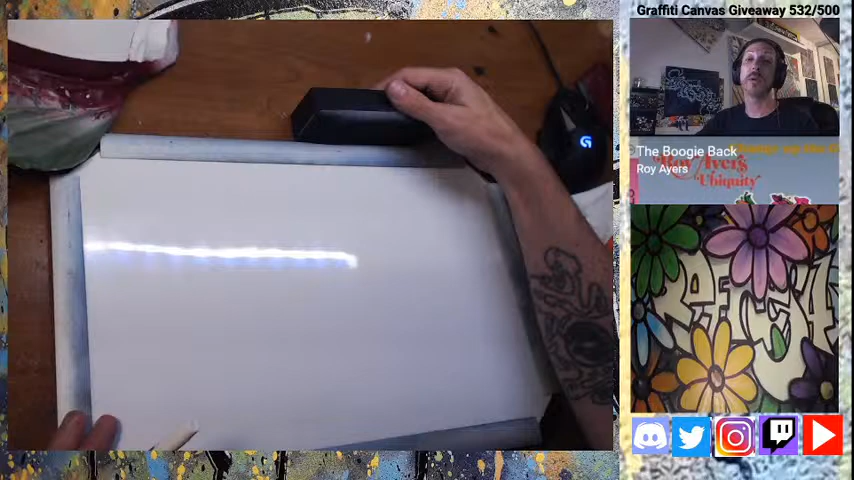 Graffiti Canvas Giveaway 532/500
The Boogie Back
Roy Ayers
Roy Ayers
Ubiquity